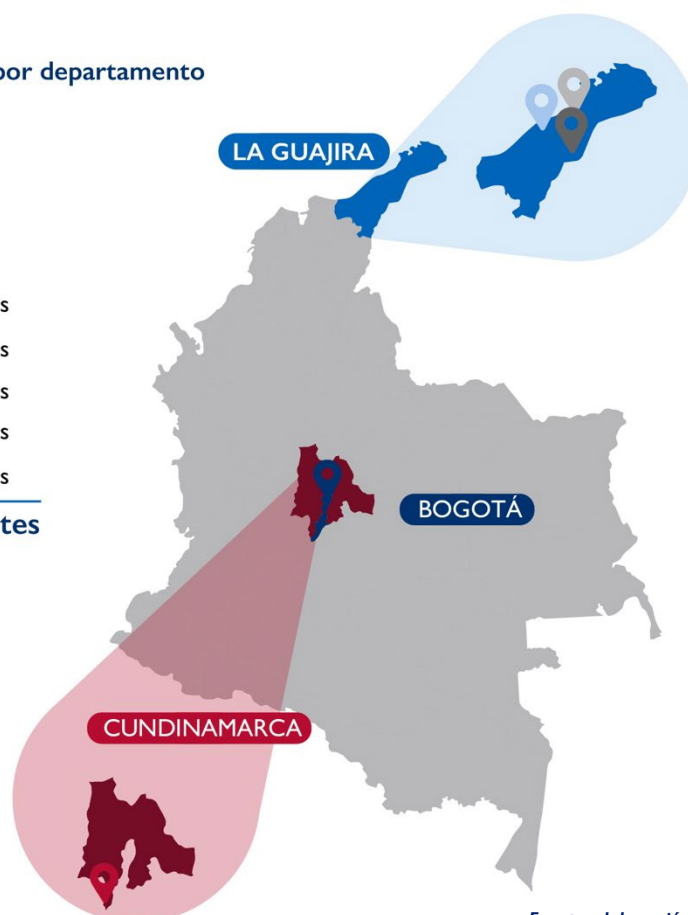 por departamento
LA GUAJIRA
s
s
s
s
s
tes
BOGOTÁ
CUNDINAMARCA